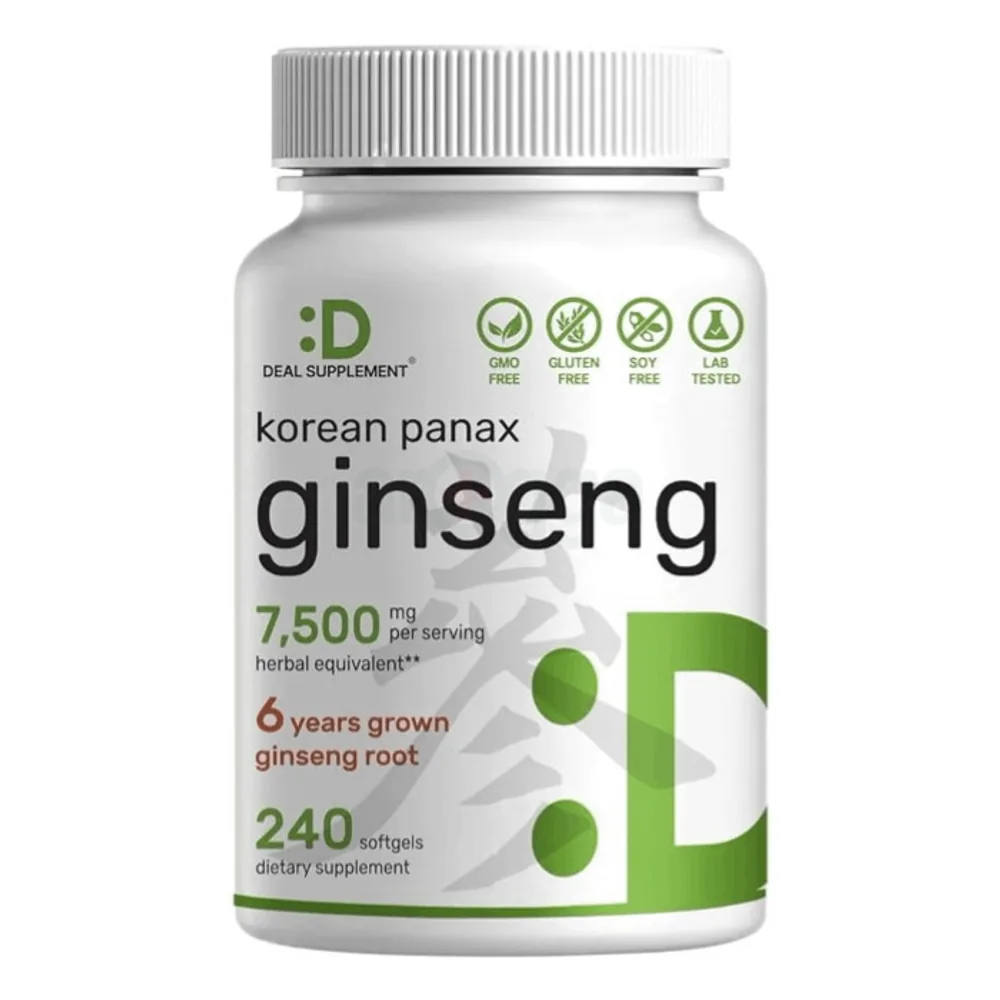 :D
DEAL SUPPLEMENT®
GMO FREE
GLUTEN FREE
SOY FREE
LAB TESTED
korean panax
ginseng
7,500 mg per serving
herbal equivalent**
6 years grown
ginseng root
240 softgels
dietary supplement
蔘
:D